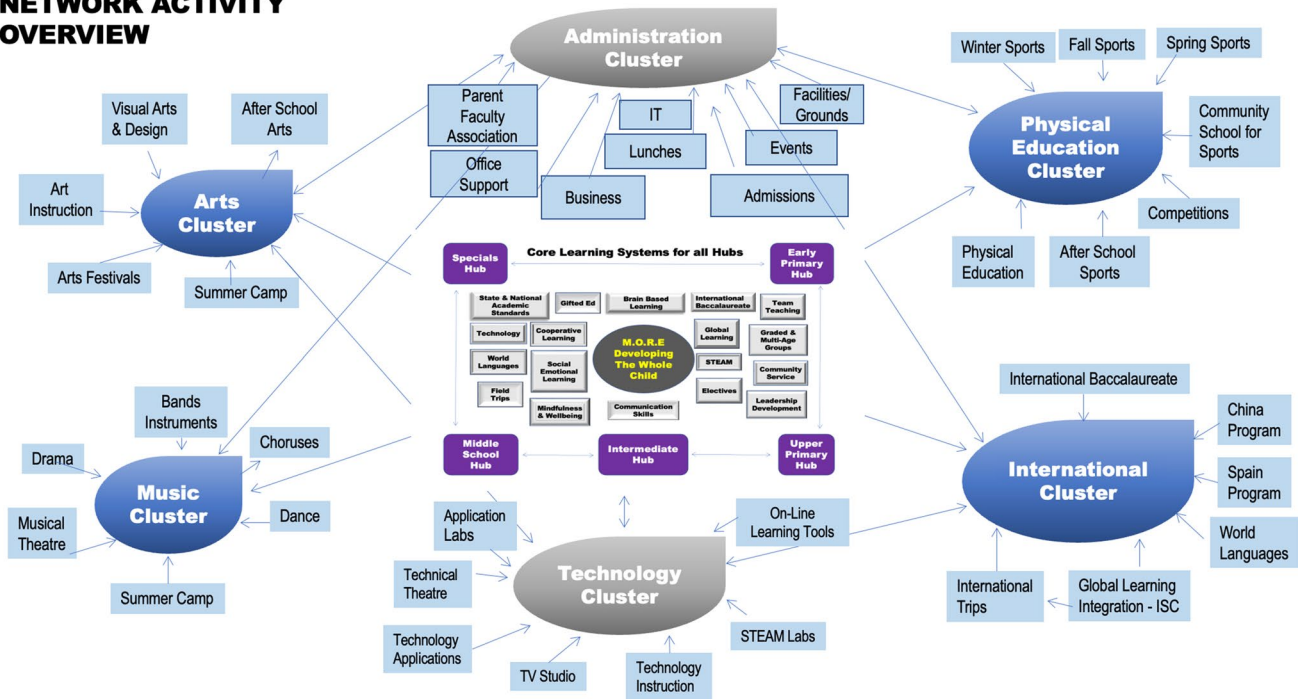 NETWORK ACTIVITY
OVERVIEW
Administration
Cluster
Parent
Faculty
Association
Office
Support
Business
IT
Lunches
Facilities/
Grounds
Events
Admissions
Visual Arts
& Design
After School
Arts
Art
Instruction
Arts
Cluster
Arts Festivals
Summer Camp
Winter Sports
Fall Sports
Spring Sports
Physical
Education
Cluster
Community
School for
Sports
Competitions
Physical
Education
After School
Sports
Core Learning Systems for all Hubs
Specials
Hub
Early
Primary
Hub
State & National
Academic
Standards
Gifted Ed
Brain Based
Learning
International
Baccalaureate
Team
Teaching
Technology
Cooperative
Learning
Global
Learning
Graded &
Multi-Age
Groups
M.O.R.E
Developing
The Whole
Child
World
Languages
Social
Emotional
Learning
STEAM
Community
Service
Field
Trips
Electives
Mindfulness
& Wellbeing
Communication
Skills
Leadership
Development
Middle
School
Hub
Intermediate
Hub
Upper
Primary
Hub
Bands
Instruments
Choruses
Drama
Music
Cluster
Dance
Musical
Theatre
Summer Camp
Application
Labs
On-Line
Learning Tools
Technical
Theatre
Technology
Cluster
Technology
Applications
TV Studio
Technology
Instruction
STEAM Labs
International Baccalaureate
China
Program
International
Cluster
Spain
Program
World
Languages
International
Trips
Global Learning
Integration - ISC